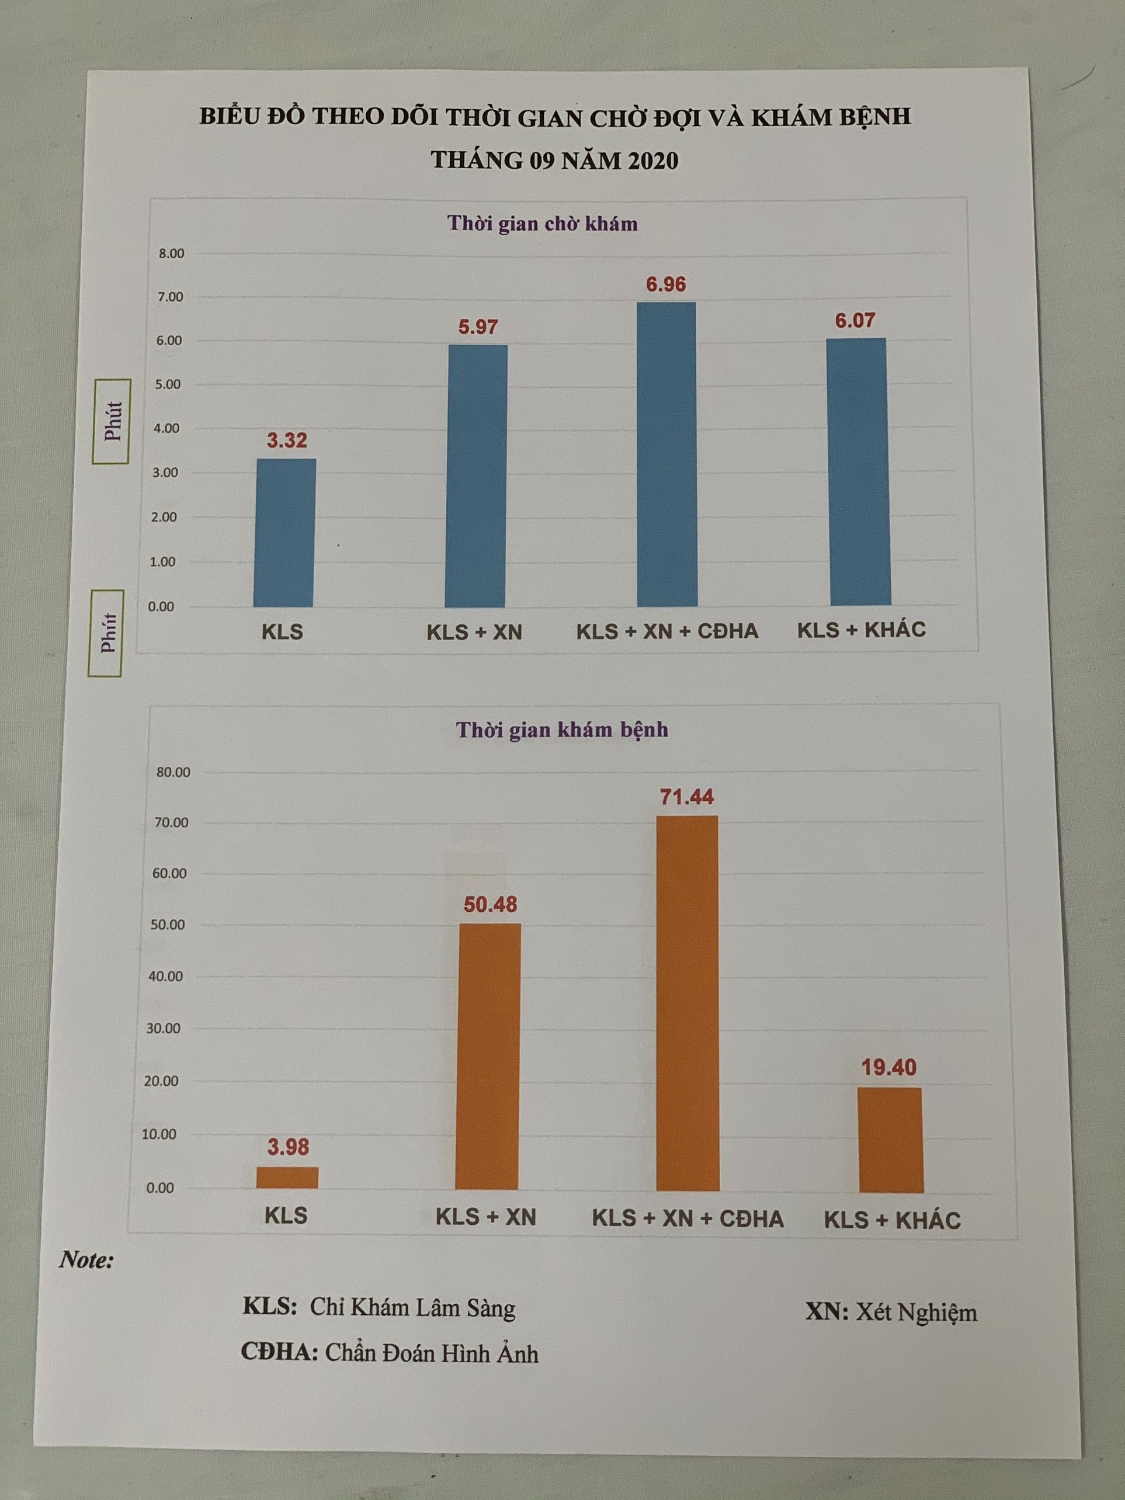 BIỂU ĐỒ THEO DÕI THỜI GIAN CHỜ ĐỢI VÀ KHÁM BỆNH
THÁNG 09 NĂM 2020
Thời gian chờ khám
8.00
7.00
6.00
5.00
4.00
3.00
2.00
1.00
0.00
Phút
3.32
5.97
6.96
6.07
KLS
KLS + XN
KLS + XN + CĐHA
KLS + KHÁC
Phút
Thời gian khám bệnh
80.00
70.00
60.00
50.00
40.00
30.00
20.00
10.00
0.00
3.98
50.48
71.44
19.40
KLS
KLS + XN
KLS + XN + CĐHA
KLS + KHÁC
Note:
KLS: Chỉ Khám Lâm Sàng
XN: Xét Nghiệm
CĐHA: Chẩn Đoán Hình Ảnh